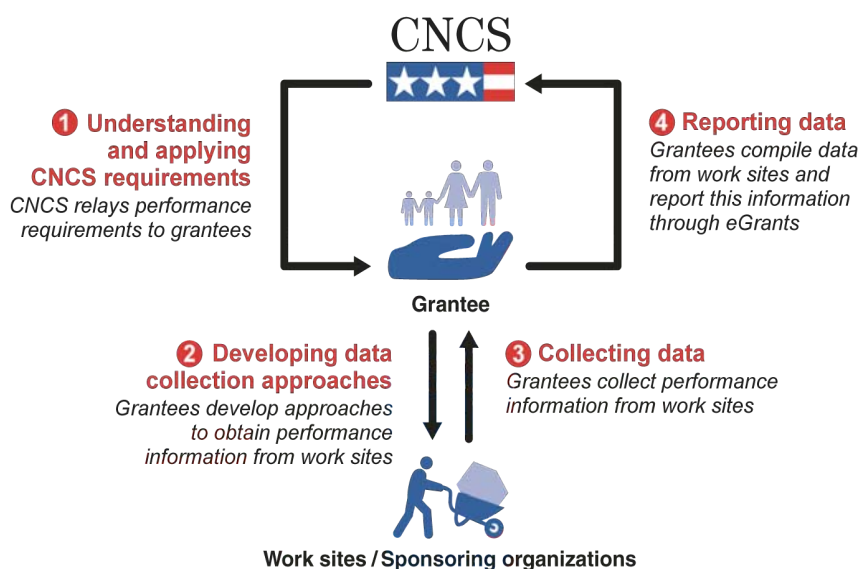 CNCS
1 Understanding
and applying
CNCS requirements
CNCS relays performance
requirements to grantees
4 Reporting data
Grantees compile data
from work sites and
report this information
through eGrants
Grantee
2 Developing data
collection approaches
Grantees develop approaches
to obtain performance
information from work sites
3 Collecting data
Grantees collect performance
information from work sites
Work sites / Sponsoring organizations